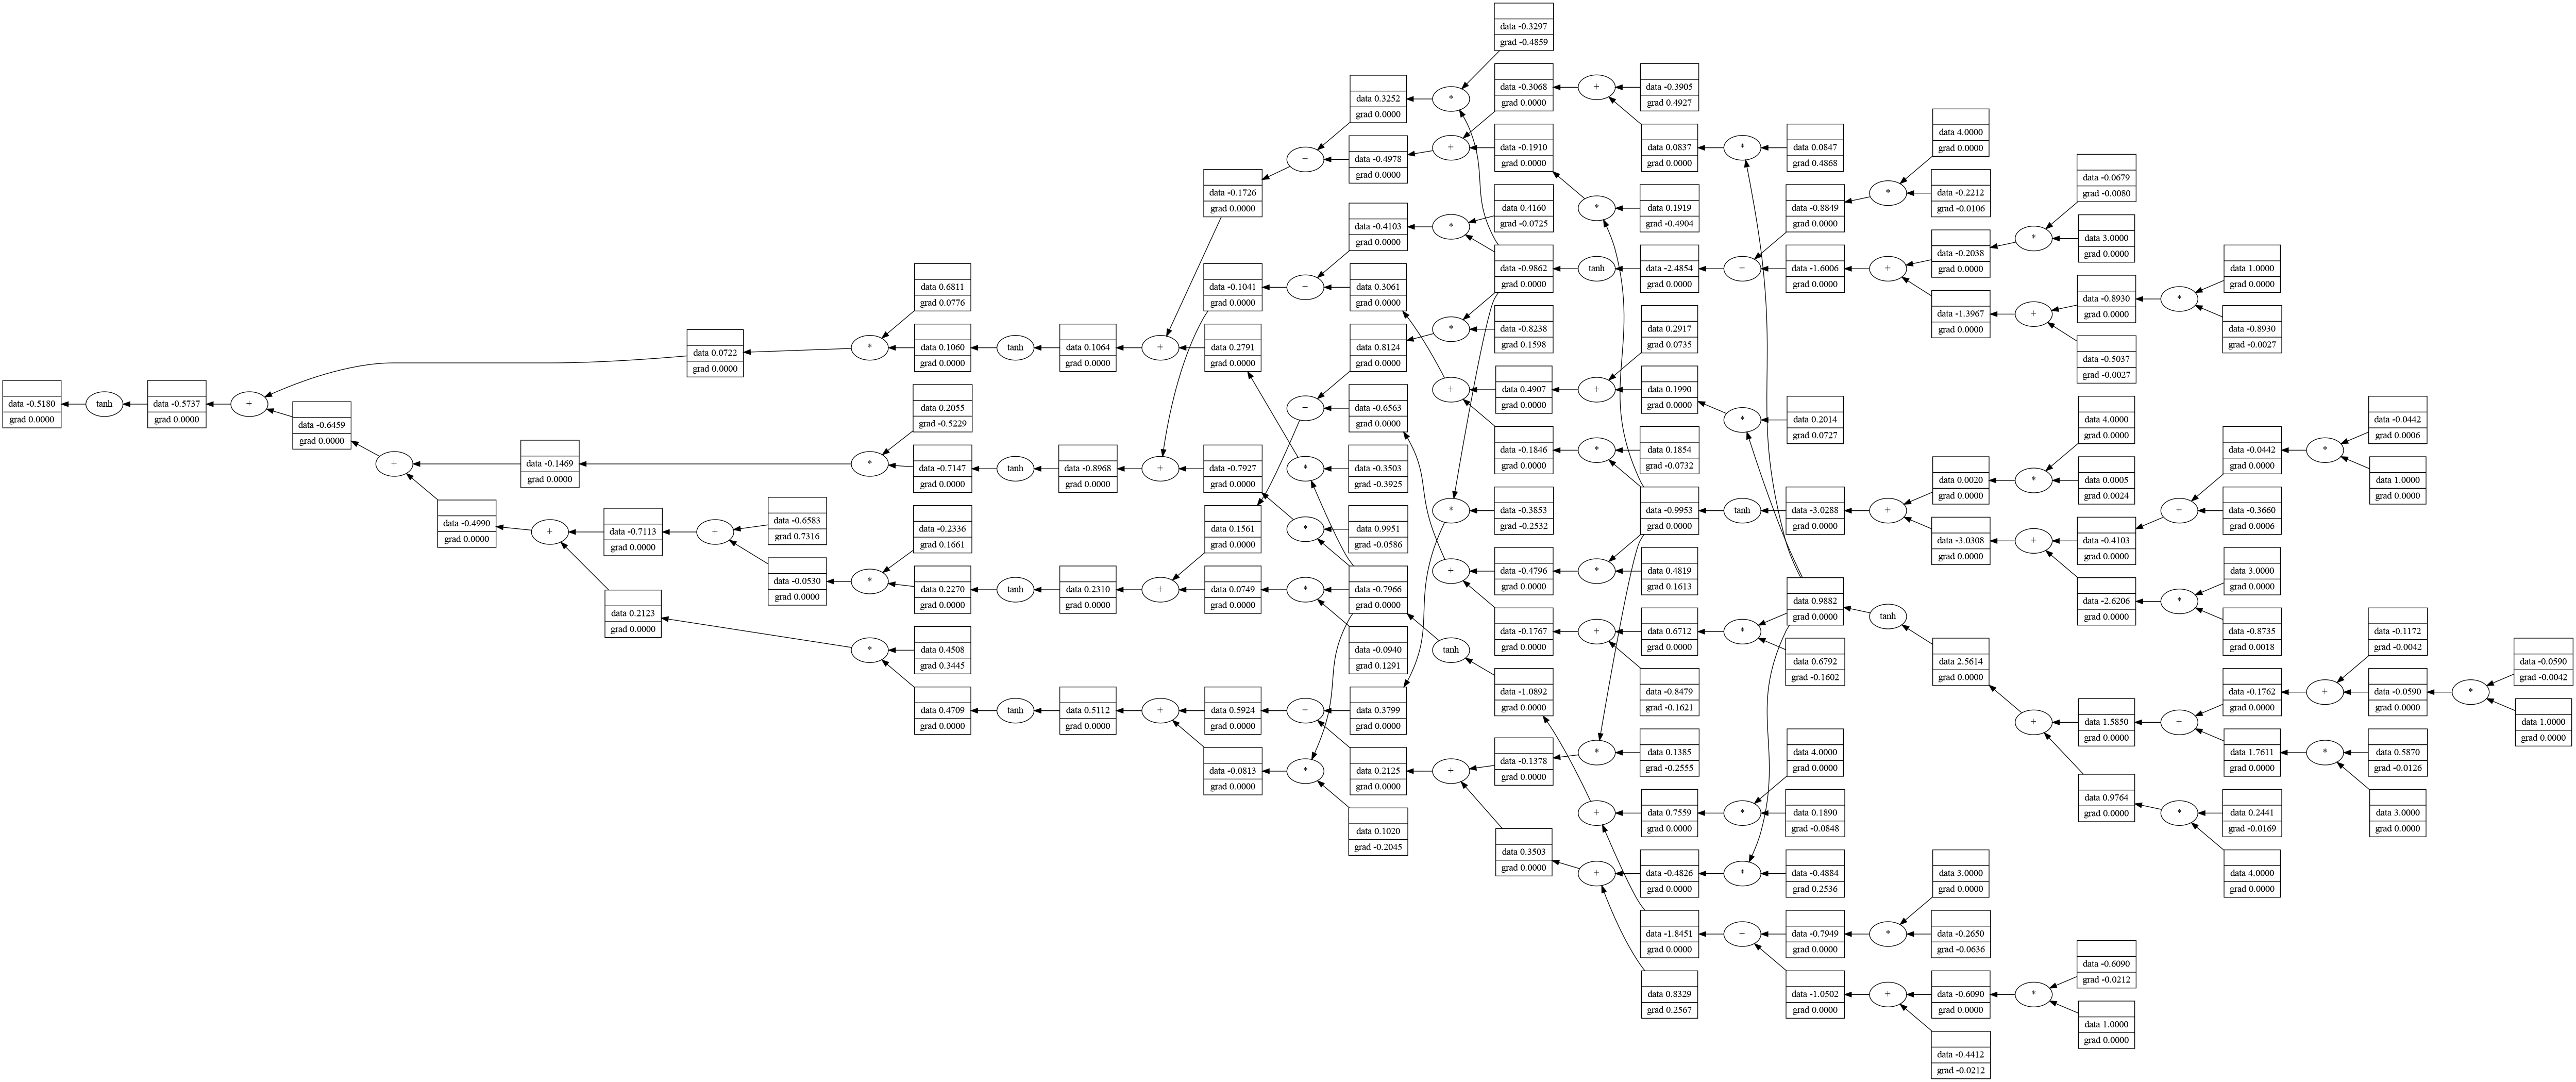 data -0.5180
grad 0.0000
tanh
data -0.5737
grad 0.0000
+
data -0.6459
grad 0.0000
+
data -0.4990
grad 0.0000
data -0.1469
grad 0.0000
+
data 0.2123
grad 0.0000
data -0.7113
grad 0.0000
data 0.0722
grad 0.0000
+
data -0.6583
grad 0.7316
data -0.0530
grad 0.0000
*
*
*
*
data 0.6811
grad 0.0776
data 0.1060
grad 0.0000
data 0.2055
grad -0.5229
data -0.7147
grad 0.0000
data -0.2336
grad 0.1661
data 0.2270
grad 0.0000
data 0.4508
grad 0.3445
data 0.4709
grad 0.0000
tanh
tanh
tanh
tanh
data 0.1064
grad 0.0000
data -0.8968
grad 0.0000
data 0.2310
grad 0.0000
data 0.5112
grad 0.0000
+
+
+
+
data -0.1726
grad 0.0000
data -0.1041
grad 0.0000
data 0.2791
grad 0.0000
data -0.7927
grad 0.0000
data 0.1561
grad 0.0000
data 0.0749
grad 0.0000
data 0.5924
grad 0.0000
data -0.0813
grad 0.0000
+
+
+
*
*
*
+
*
data 0.3252
grad 0.0000
data -0.4978
grad 0.0000
data -0.4103
grad 0.0000
data 0.3061
grad 0.0000
data 0.8124
grad 0.0000
data -0.6563
grad 0.0000
data -0.3503
grad -0.3925
data 0.9951
grad -0.0586
data -0.7966
grad 0.0000
data -0.0940
grad 0.1291
data 0.3799
grad 0.0000
data 0.2125
grad 0.0000
data 0.1020
grad -0.2045
*
+
*
*
+
*
+
tanh
+
data -0.3297
grad -0.4859
data -0.3068
grad 0.0000
data -0.1910
grad 0.0000
data 0.4160
grad -0.0725
data -0.9862
grad 0.0000
data -0.8238
grad 0.1598
data 0.4907
grad 0.0000
data -0.1846
grad 0.0000
data -0.3853
grad -0.2532
data -0.4796
grad 0.0000
data -0.1767
grad 0.0000
data -1.0892
grad 0.0000
data -0.1378
grad 0.0000
data 0.3503
grad 0.0000
+
*
tanh
+
*
*
+
*
+
+
data -0.3905
grad 0.4927
data 0.0837
grad 0.0000
data 0.1919
grad -0.4904
data -2.4854
grad 0.0000
data 0.2917
grad 0.0735
data 0.1990
grad 0.0000
data 0.1854
grad -0.0732
data -0.9953
grad 0.0000
data 0.4819
grad 0.1613
data 0.6712
grad 0.0000
data -0.8479
grad -0.1621
data 0.1385
grad -0.2555
data 0.7559
grad 0.0000
data -0.4826
grad 0.0000
data -1.8451
grad 0.0000
data 0.8329
grad 0.2567
*
+
*
tanh
*
*
*
+
data 0.0847
grad 0.4868
data -0.8849
grad 0.0000
data -1.6006
grad 0.0000
data 0.2014
grad 0.0727
data -3.0288
grad 0.0000
data 0.9882
grad 0.0000
data 0.6792
grad -0.1602
data 4.0000
grad 0.0000
data 0.1890
grad -0.0848
data -0.4884
grad 0.2536
data -0.7949
grad 0.0000
data -1.0502
grad 0.0000
*
+
+
tanh
*
+
data 4.0000
grad 0.0000
data -0.2212
grad -0.0106
data -0.2038
grad 0.0000
data -1.3967
grad 0.0000
data 0.0020
grad 0.0000
data -3.0308
grad 0.0000
data 2.5614
grad 0.0000
data 3.0000
grad 0.0000
data -0.2650
grad -0.0636
data -0.6090
grad 0.0000
data -0.4412
grad -0.0212
*
+
*
+
+
*
data -0.0679
grad -0.0080
data 3.0000
grad 0.0000
data -0.8930
grad 0.0000
data -0.5037
grad -0.0027
data 4.0000
grad 0.0000
data 0.0005
grad 0.0024
data -0.4103
grad 0.0000
data -2.6206
grad 0.0000
data 1.5850
grad 0.0000
data 0.9764
grad 0.0000
data -0.6090
grad -0.0212
data 1.0000
grad 0.0000
*
+
*
+
*
data 1.0000
grad 0.0000
data -0.8930
grad -0.0027
data -0.0442
grad 0.0000
data -0.3660
grad 0.0006
data 3.0000
grad 0.0000
data -0.8735
grad 0.0018
data -0.1762
grad 0.0000
data 1.7611
grad 0.0000
data 0.2441
grad -0.0169
data 4.0000
grad 0.0000
*
+
*
data -0.0442
grad 0.0006
data 1.0000
grad 0.0000
data -0.1172
grad -0.0042
data -0.0590
grad 0.0000
data 0.5870
grad -0.0126
data 3.0000
grad 0.0000
*
data -0.0590
grad -0.0042
data 1.0000
grad 0.0000